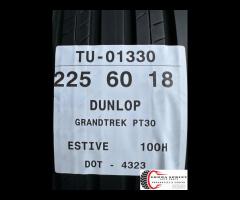 TU-01330
225 60 18
DUNLOP
GRANDTREK PT30
ESTIVE 100H
DOT - 4323